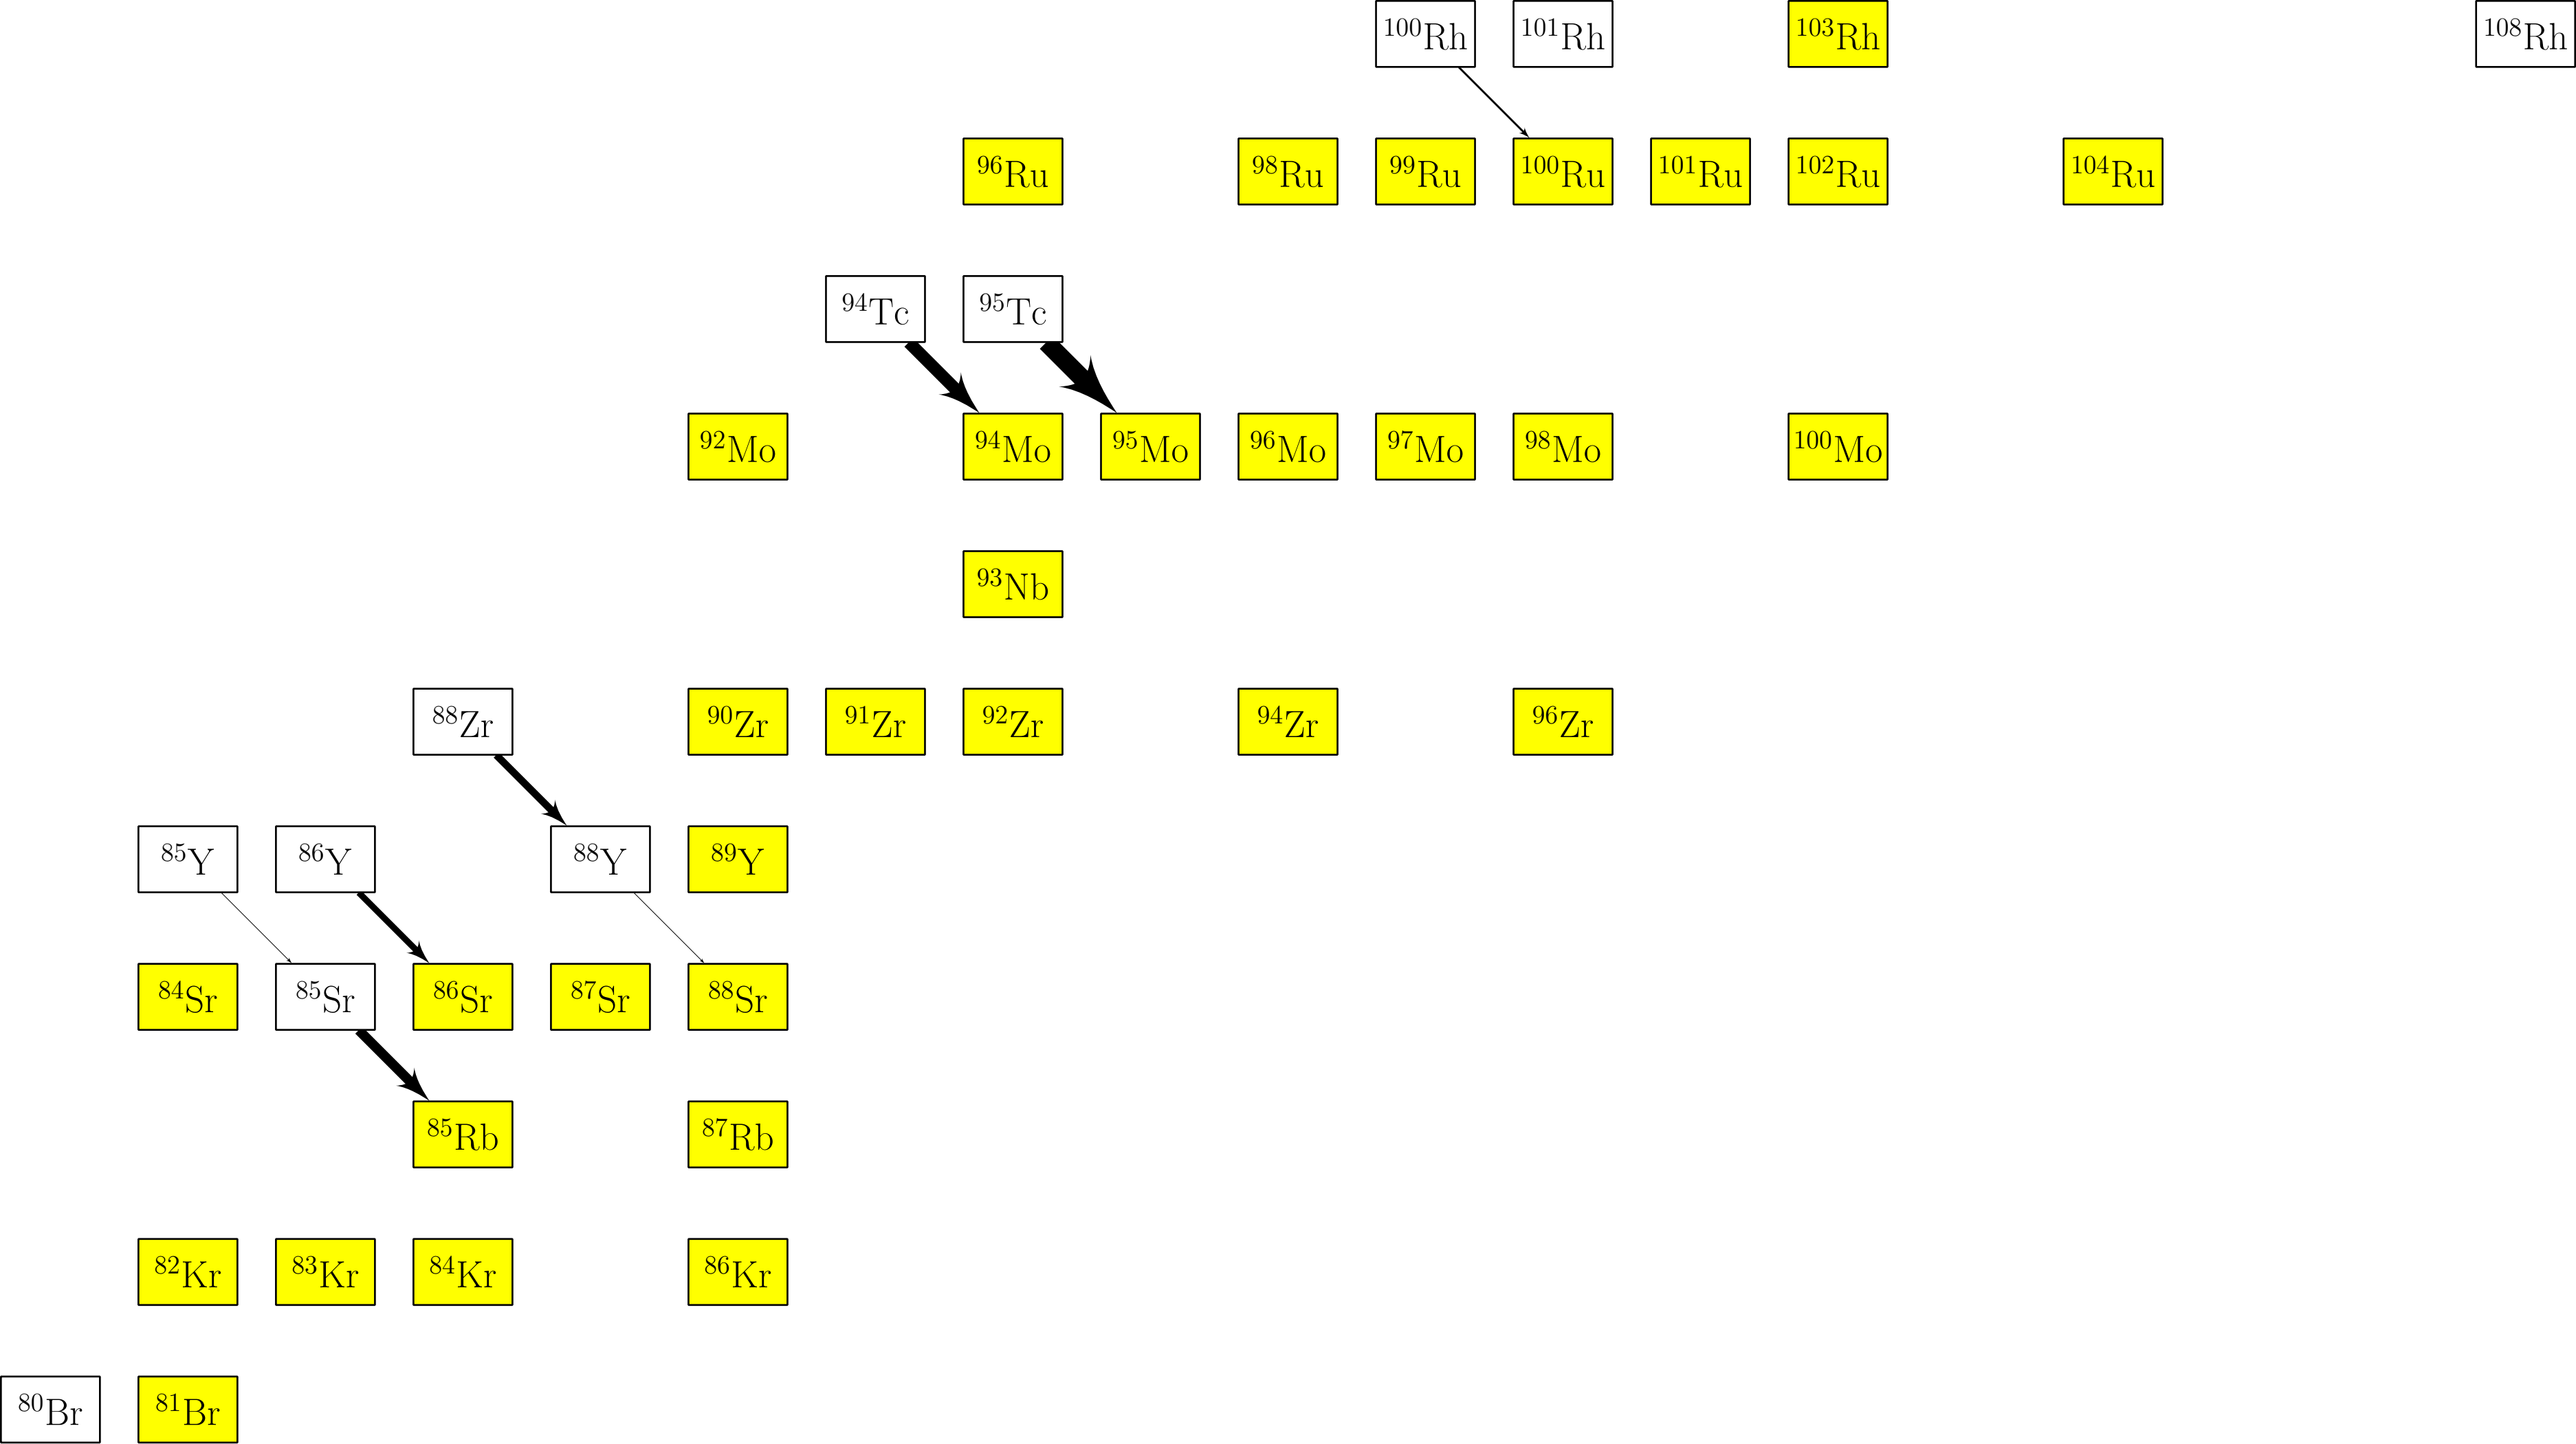 ¹⁰⁰Rh ¹⁰¹Rh ¹⁰³Rh ¹⁰⁸Rh
⁹⁶Ru ⁹⁸Ru ⁹⁹Ru ¹⁰⁰Ru ¹⁰¹Ru ¹⁰²Ru ¹⁰⁴Ru
⁹⁴Tc ⁹⁵Tc
⁹²Mo ⁹⁴Mo ⁹⁵Mo ⁹⁶Mo ⁹⁷Mo ⁹⁸Mo ¹⁰⁰Mo
⁹³Nb
⁸⁸Zr ⁹⁰Zr ⁹¹Zr ⁹²Zr ⁹⁴Zr ⁹⁶Zr
⁸⁵Y ⁸⁶Y ⁸⁸Y ⁸⁹Y
⁸⁴Sr ⁸⁵Sr ⁸⁶Sr ⁸⁷Sr ⁸⁸Sr
⁸⁵Rb ⁸⁷Rb
⁸²Kr ⁸³Kr ⁸⁴Kr ⁸⁶Kr
⁸⁰Br ⁸¹Br